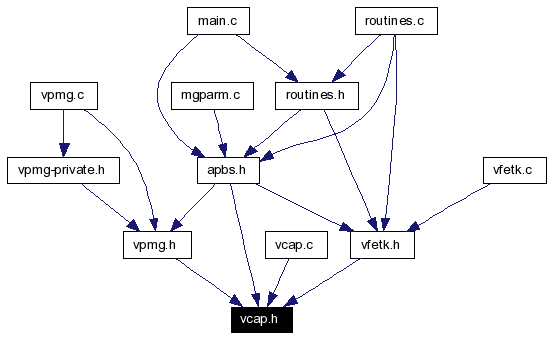 main.c
routines.c
vpmg.c
mgparm.c
routines.h
vpmg-private.h
apbs.h
vfetk.c
vpmg.h
vcap.c
vfetk.h
vcap.h